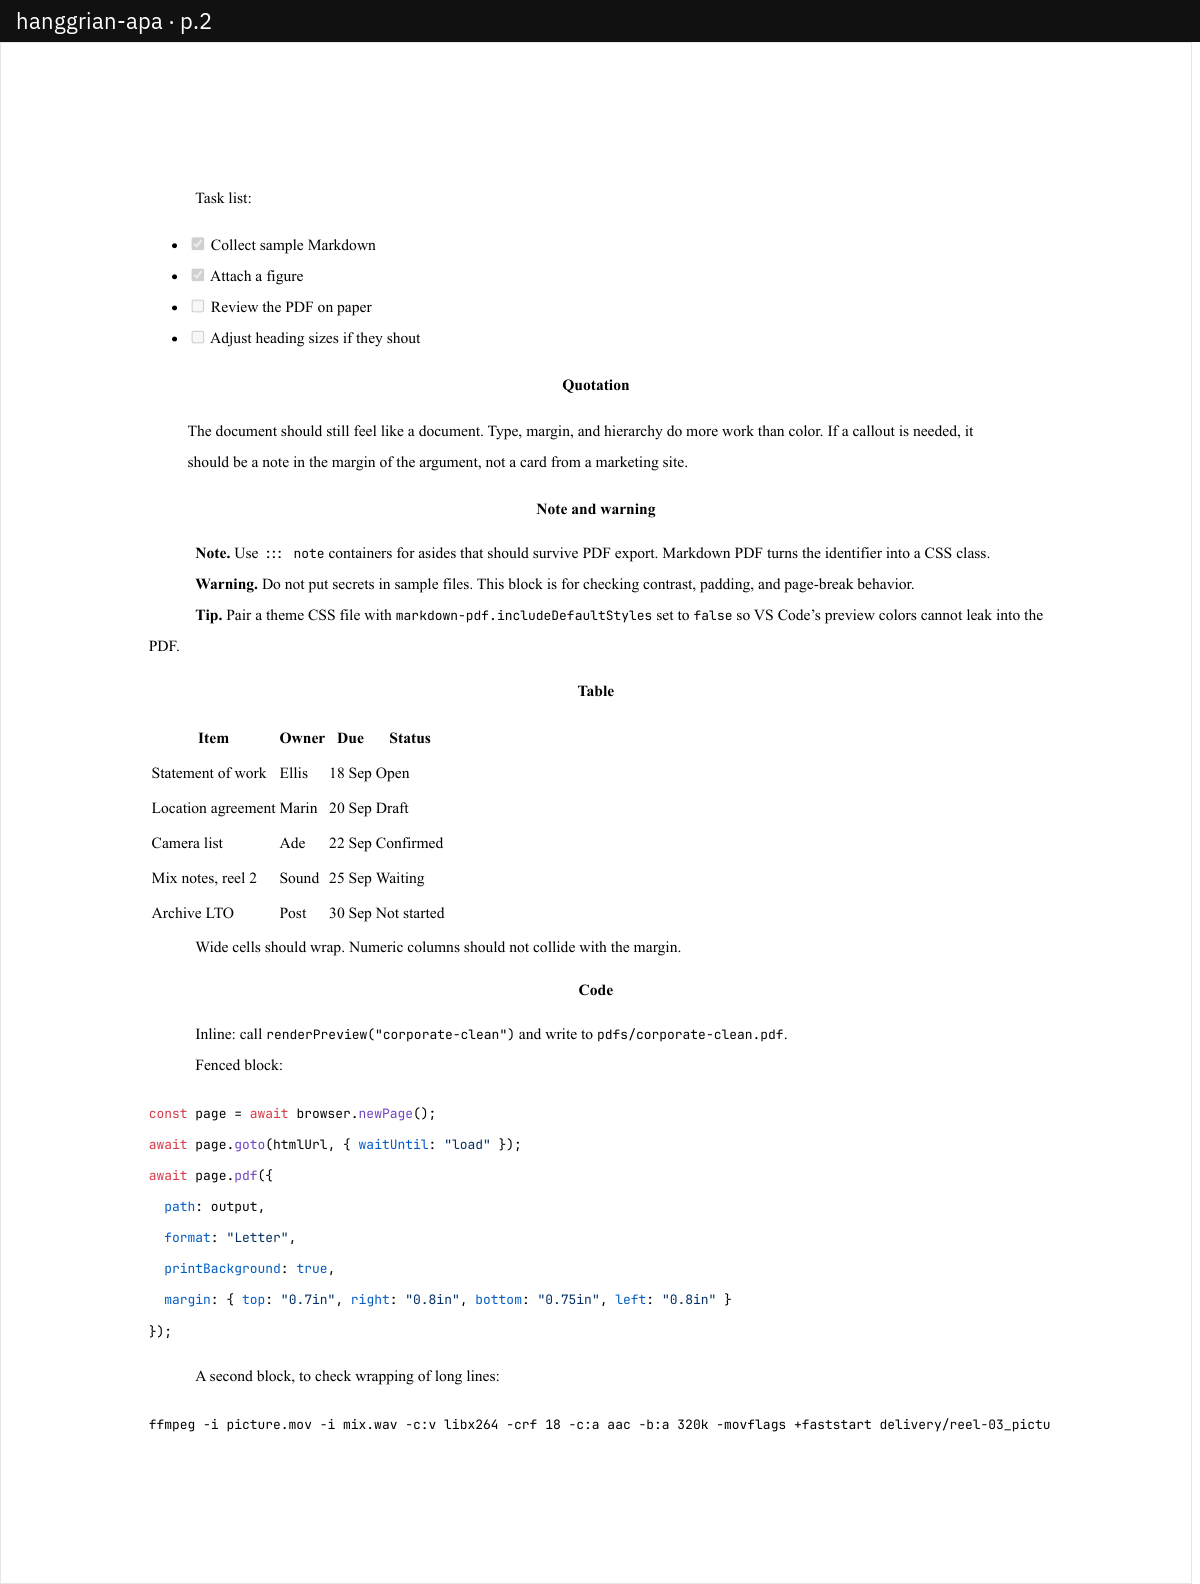 hanggrian-apa · p.2
Task list:
Collect sample Markdown
Attach a figure
Review the PDF on paper
Adjust heading sizes if they shout
Quotation
The document should still feel like a document. Type, margin, and hierarchy do more work than color. If a callout is needed, it
should be a note in the margin of the argument, not a card from a marketing site.
Note and warning
Note. Use ::: note containers for asides that should survive PDF export. Markdown PDF turns the identifier into a CSS class.
Warning. Do not put secrets in sample files. This block is for checking contrast, padding, and page-break behavior.
Tip. Pair a theme CSS file with markdown-pdf.includeDefaultStyles set to false so VS Code’s preview colors cannot leak into the
PDF.
Table
Item Owner Due Status
Statement of work Ellis 18 Sep Open
Location agreement Marin 20 Sep Draft
Camera list Ade 22 Sep Confirmed
Mix notes, reel 2 Sound 25 Sep Waiting
Archive LTO Post 30 Sep Not started
Wide cells should wrap. Numeric columns should not collide with the margin.
Code
Inline: call renderPreview("corporate-clean") and write to pdfs/corporate-clean.pdf.
Fenced block:
const page = await browser.newPage();
await page.goto(htmlUrl, { waitUntil: "load" });
await page.pdf({
  path: output,
  format: "Letter",
  printBackground: true,
  margin: { top: "0.7in", right: "0.8in", bottom: "0.75in", left: "0.8in" }
});
A second block, to check wrapping of long lines:
ffmpeg -i picture.mov -i mix.wav -c:v libx264 -crf 18 -c:a aac -b:a 320k -movflags +faststart delivery/reel-03_pictu